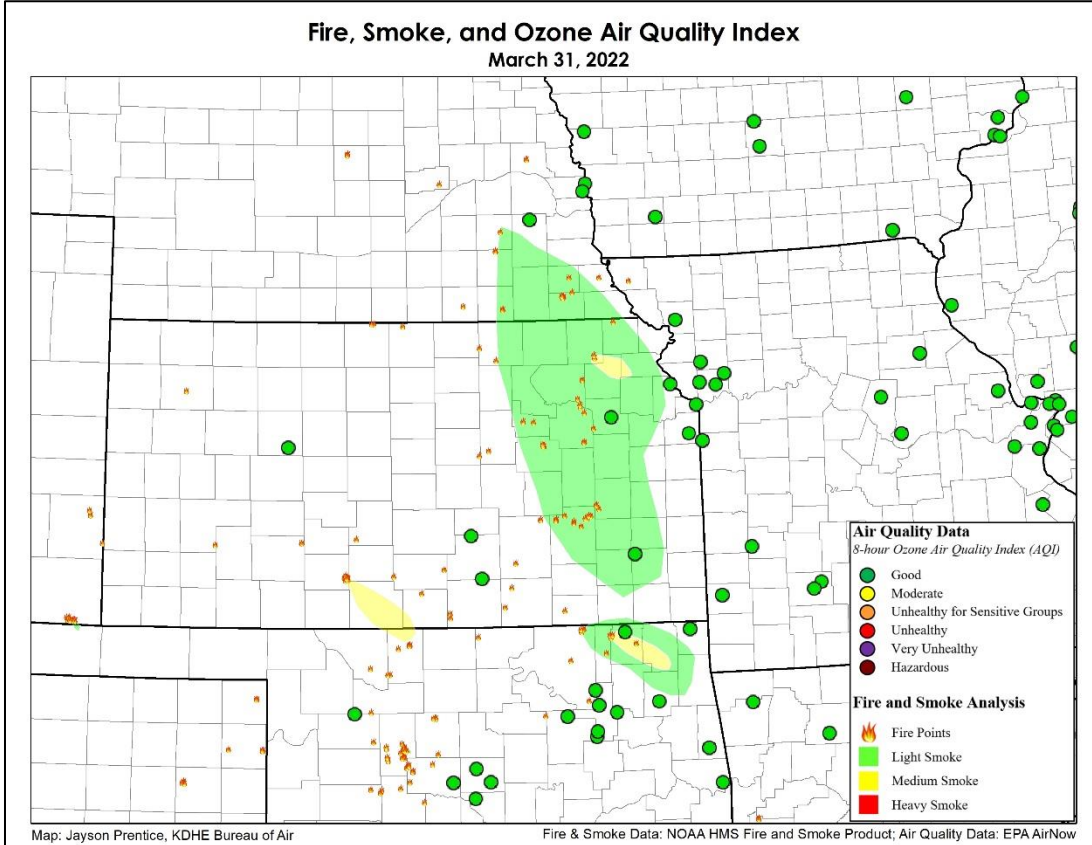 Fire, Smoke, and Ozone Air Quality Index
March 31, 2022
Air Quality Data
8-hour Ozone Air Quality Index (AQI)
Good
Moderate
Unhealthy for Sensitive Groups
Unhealthy
Very Unhealthy
Hazardous
Fire and Smoke Analysis
Fire Points
Light Smoke
Medium Smoke
Heavy Smoke
Map: Jayson Prentice, KDHE Bureau of Air
Fire & Smoke Data: NOAA HMS Fire and Smoke Product; Air Quality Data: EPA AirNow